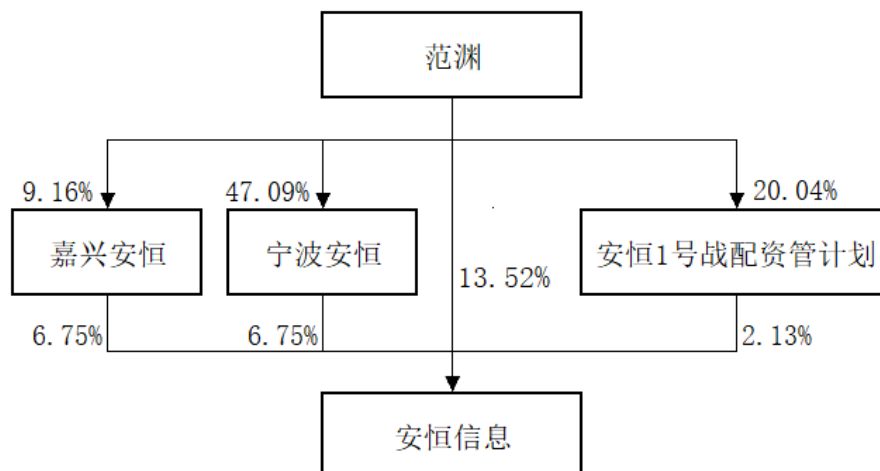 范渊
9.16%
47.09%
20.04%
嘉兴安恒
宁波安恒
安恒1号战配资管计划
13.52%
6.75%
6.75%
2.13%
安恒信息